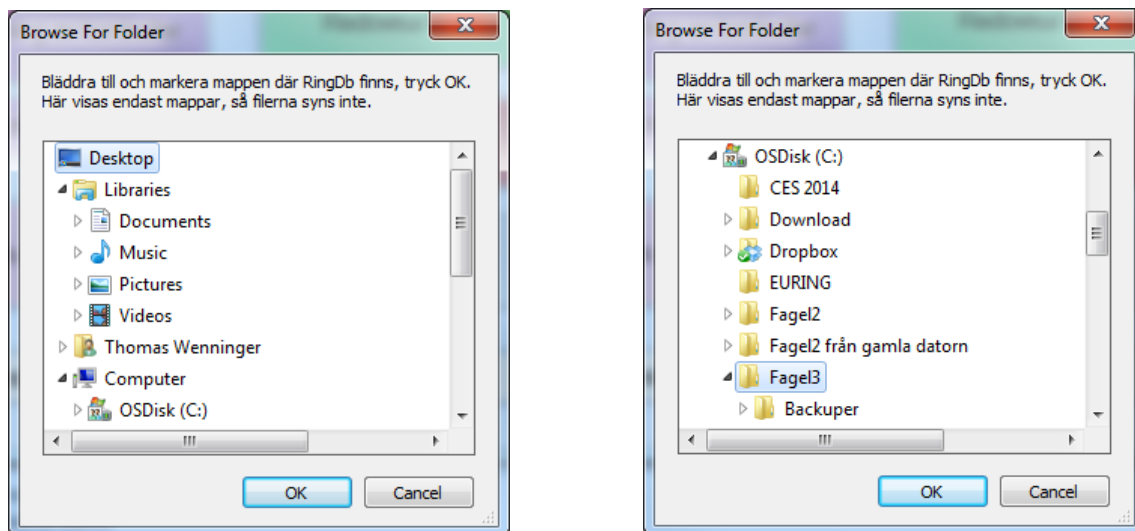 Browse For Folder
Bläddra till och markera mappen där RingDb finns, tryck OK.
Här visas endast mappar, så filerna syns inte.
Desktop
Libraries
Documents
Music
Pictures
Videos
Thomas Wenninger
Computer
OSDisk (C:)
OK
Cancel
Browse For Folder
Bläddra till och markera mappen där RingDb finns, tryck OK.
Här visas endast mappar, så filerna syns inte.
OSDisk (C:)
CES 2014
Download
Dropbox
EURING
Fagel2
Fagel2 från gamla datorn
Fagel3
Backuper
OK
Cancel